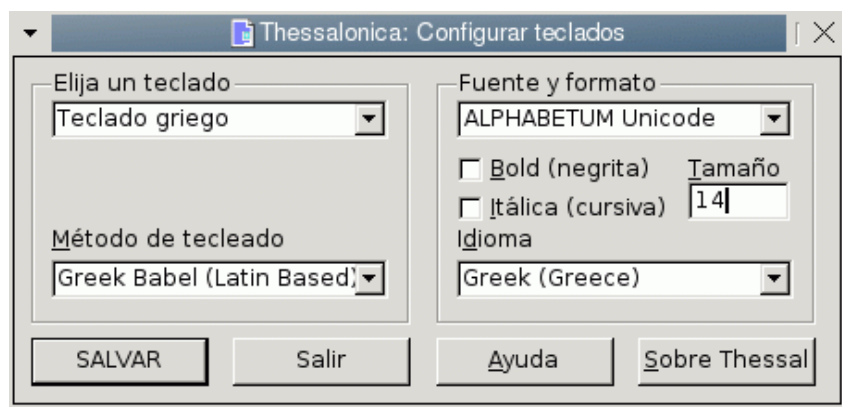 Thessalonica: Configurar teclados
Elija un teclado
Teclado griego
Método de tecleado
Greek Babel (Latin Based)
Fuente y formato
ALPHABETUM Unicode
Bold (negrita)
Tamaño
Itálica (cursiva)
14
Idioma
Greek (Greece)
SALVAR
Salir
Ayuda
Sobre Thessal